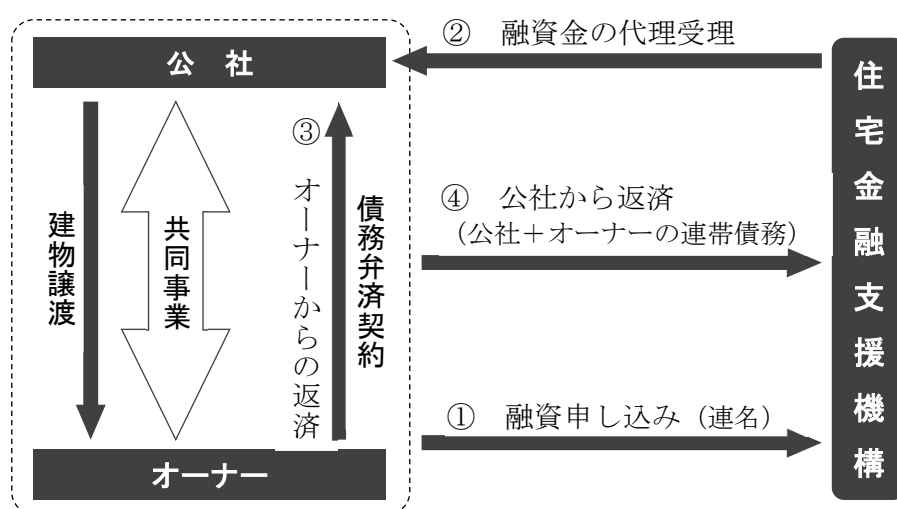 ② 融資金の代理受理
公 社
住宅金融支援機構
③ オーナーからの返済
債務弁済契約
共同事業
建物譲渡
④ 公社から返済
（公社＋オーナーの連帯債務）
① 融資申し込み（連名）
オーナー